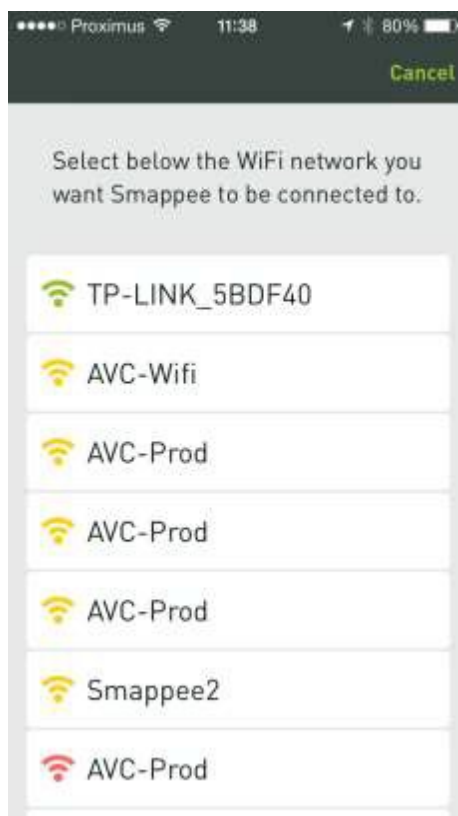 Proximus 11:38 80%
Cancel
Select below the WiFi network you
want Smappee to be connected to.
TP-LINK_5BDF40
AVC-Wifi
AVC-Prod
AVC-Prod
AVC-Prod
Smappee2
AVC-Prod